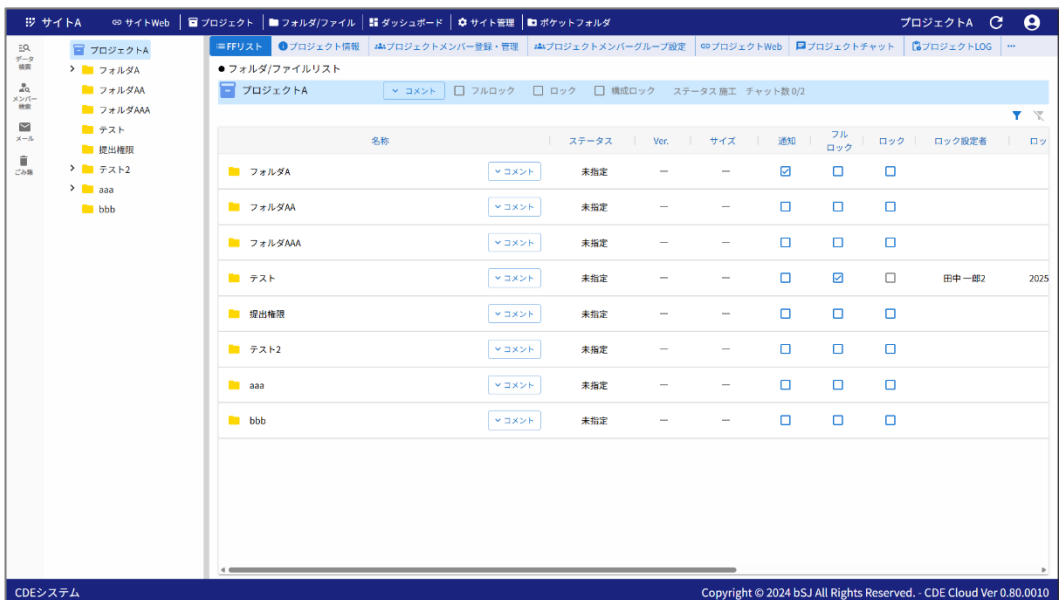 サイトA サイトWeb プロジェクト フォルダ/ファイル ダッシュボード サイト管理 ポケットフォルダ プロジェクトA
データ
検索
メンバー
検索
メール
ごみ箱
プロジェクトA
フォルダA
フォルダAA
フォルダAAA
テスト
提出権限
テスト2
aaa
bbb
FFリスト プロジェクト情報 プロジェクトメンバー登録・管理 プロジェクトメンバーグループ設定 プロジェクトWeb プロジェクトチャット プロジェクトLOG ...
●フォルダ/ファイルリスト
プロジェクトA コメント フルロック ロック 構成ロック ステータス 施工 チャット数 0/2
名称 ステータス Ver. サイズ 通知 フル
ロック ロック ロック設定者 ロッ
フォルダA コメント 未指定 ― ―
フォルダAA コメント 未指定 ― ―
フォルダAAA コメント 未指定 ― ―
テスト コメント 未指定 ― ― 田中 一郎2 2025
提出権限 コメント 未指定 ― ―
テスト2 コメント 未指定 ― ―
aaa コメント 未指定 ― ―
bbb コメント 未指定 ― ―
CDEシステム Copyright © 2024 bSJ All Rights Reserved. - CDE Cloud Ver 0.80.0010